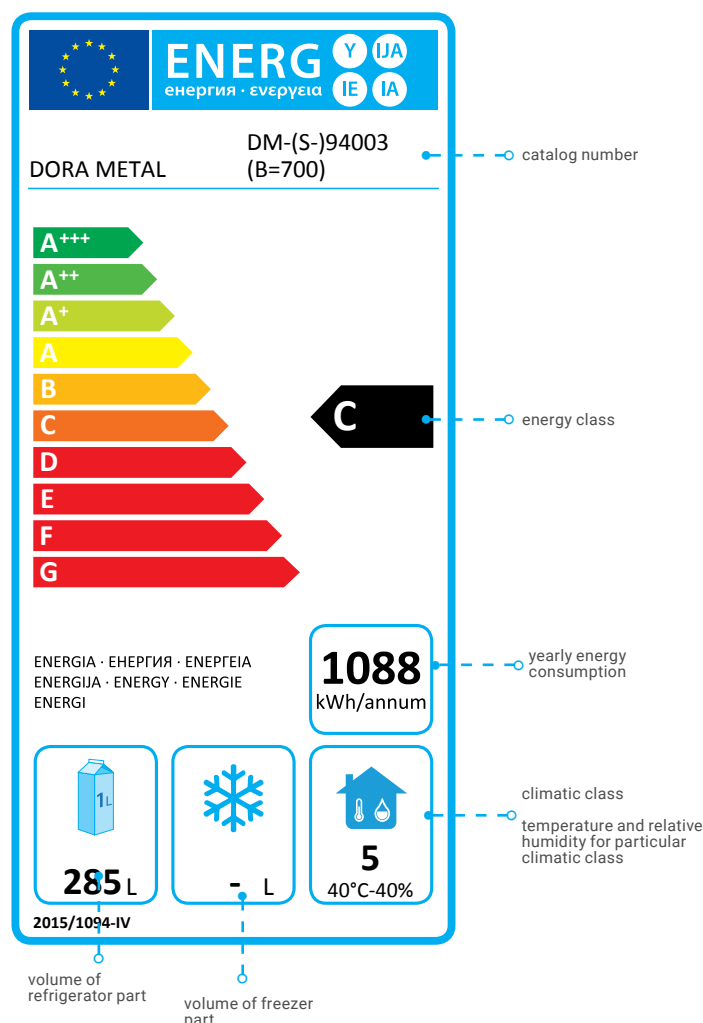 ENERG
енергия · ενεργεια
Y IJA
IE IA
DORA METAL
DM-(S-)94003
(B=700)
catalog number
A+++
A++
A+
A
B
C
D
E
F
G
C
energy class
ENERGIA · ЕНЕРГИЯ · ΕΝΕΡΓΕΙΑ
ENERGIJA · ENERGY · ENERGIE
ENERGI
1088
kWh/annum
yearly energy
consumption
1L
285 L
- L
5
40°C-40%
climatic class
temperature and relative
humidity for particular
climatic class
2015/1094-IV
volume of
refrigerator part
volume of freezer
part